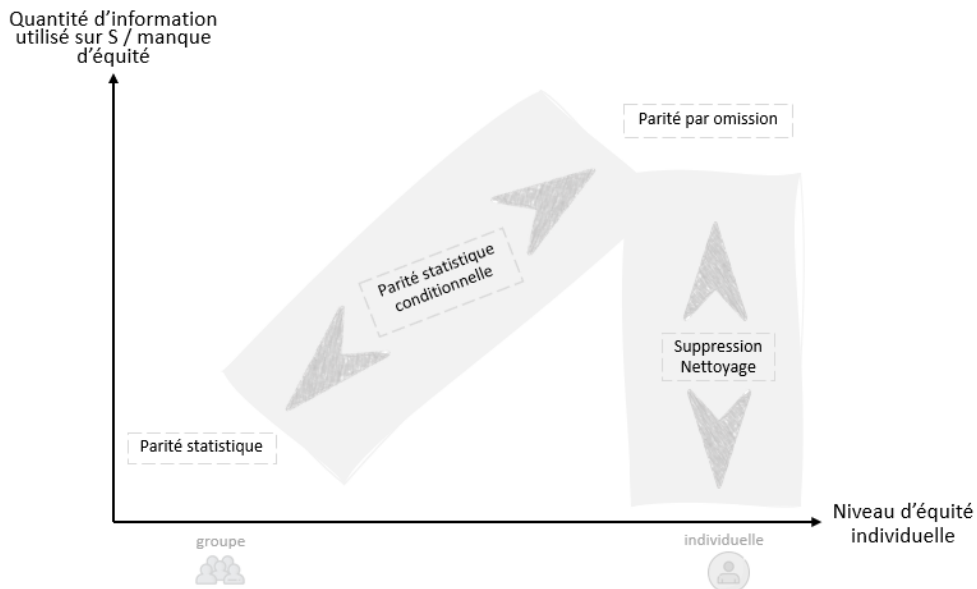 Quantité d’information
utilisé sur S / manque
d’équité
Parité par omission
Parité statistique
conditionnelle
Suppression
Nettoyage
Parité statistique
Niveau d’équité
individuelle
groupe
individuelle